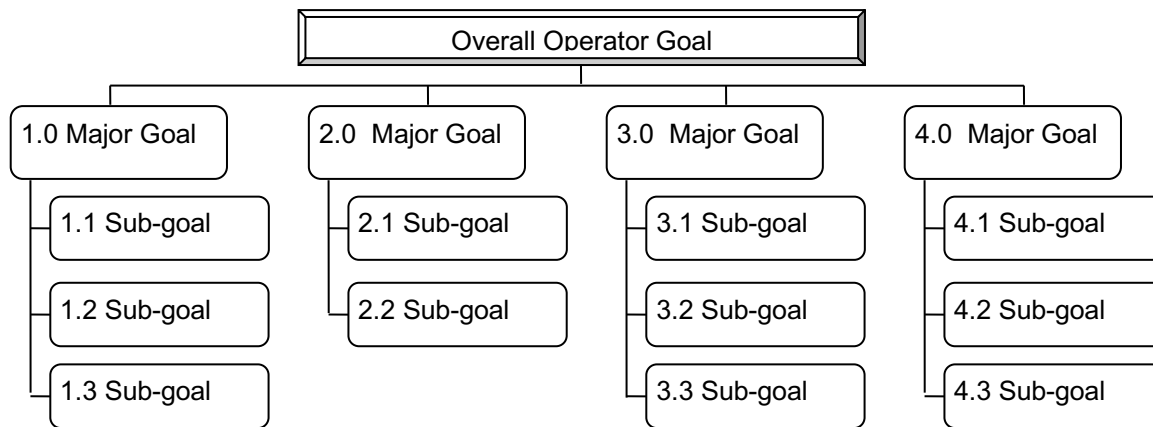 Overall Operator Goal
1.0 Major Goal
2.0 Major Goal
3.0 Major Goal
4.0 Major Goal
1.1 Sub-goal
2.1 Sub-goal
3.1 Sub-goal
4.1 Sub-goal
1.2 Sub-goal
2.2 Sub-goal
3.2 Sub-goal
4.2 Sub-goal
1.3 Sub-goal
3.3 Sub-goal
4.3 Sub-goal